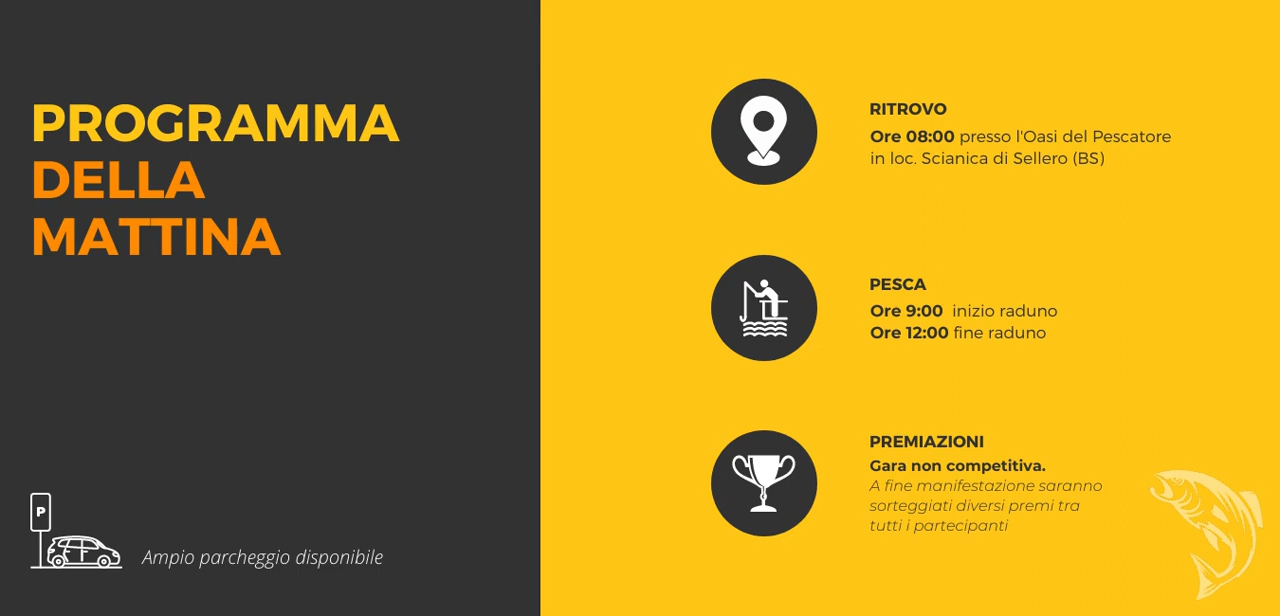 PROGRAMMA
DELLA
MATTINA
P
Ampio parcheggio disponibile
RITROVO
Ore 08:00 presso l'Oasi del Pescatore
in loc. Scianica di Sellero (BS)
PESCA
Ore 9:00  inizio raduno
Ore 12:00 fine raduno
PREMIAZIONI
Gara non competitiva.
A fine manifestazione saranno
sorteggiati diversi premi tra
tutti i partecipanti